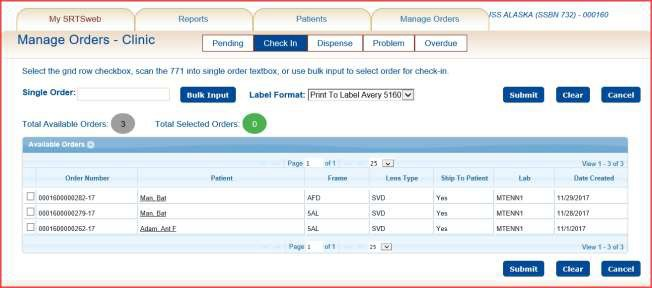 My SRTSweb Reports Patients Manage Orders ISS ALASKA (SSBN 732) - 000160
Manage Orders - Clinic Pending Check In Dispense Problem Overdue
Select the grid row checkbox, scan the 771 into single order textbox, or use bulk input to select order for check-in.
Single Order: Bulk Input Label Format: Print To Label Avery 5160 Submit Clear Cancel
Total Available Orders: 3 Total Selected Orders: 0
Available Orders
Page 1 of 1 25 View 1 - 3 of 3
Order Number Patient Frame Lens Type Ship To Patient Lab Date Created
0001600000282-17 Man, Bat AFD SVD Yes MTENN1 11/29/2017
0001600000279-17 Man, Bat 5AL SVD Yes MTENN1 11/28/2017
0001600000262-17 Adam, Ant F 5AL SVD Yes MTENN1 11/1/2017
Page 1 of 1 25 View 1 - 3 of 3
Submit Clear Cancel